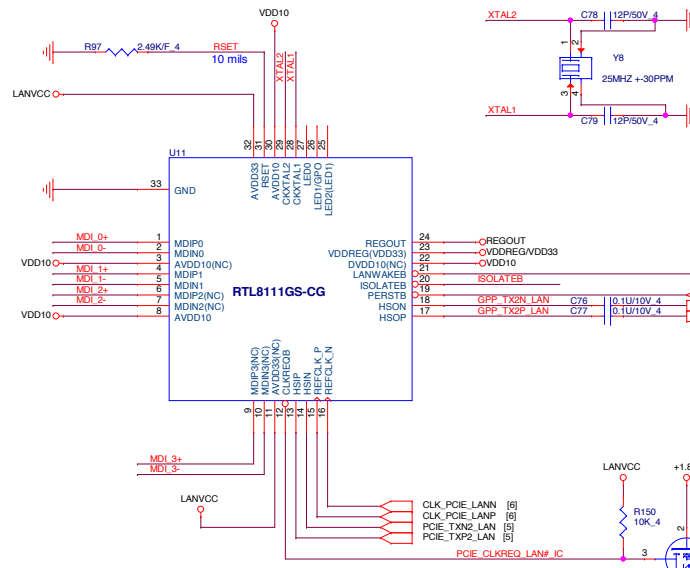 VDD10
XTAL2
C78 12P/50V_4
R97 2.49K/F_4 RSET
10 mils
XTAL2
XTAL1
1
2
Y8
25MHZ +-30PPM
3
4
LANVCC
XTAL1
C79 12P/50V_4
32
31
30
29
28
27
26
25
U11
AVDD33
RSET
AVDD10
CKXTAL2
CKXTAL1
LED0
LED1/GPO
LED2(LED1)
33 GND
MDI_0+ 1 MDIP0
MDI_0- 2 MDIN0
VDD10 3 AVDD10(NC)
MDI_1+ 4 MDIP1
MDI_1- 5 MDIN1
MDI_2+ 6 MDIP2(NC)
MDI_2- 7 MDIN2(NC)
VDD10 8 AVDD10
RTL8111GS-CG
REGOUT 24 REGOUT
VDDREG(VDD33) 23 VDDREG/VDD33
DVDD10(NC) 22 VDD10
LANWAKEB 21
ISOLATEB 20 ISOLATEB
PERSTB 19
HSON 18 GPP_TX2N_LAN C76 0.1U/10V_4
HSOP 17 GPP_TX2P_LAN C77 0.1U/10V_4
MDIP3(NC)
MDIN3(NC)
AVDD33(NC)
CLKREQB
HSIP
HSIN
REFCLK_P
REFCLK_N
9
10
11
12
13
14
15
16
MDI_3+
MDI_3-
LANVCC
CLK_PCIE_LANN [6]
CLK_PCIE_LANP [6]
PCIE_TXN2_LAN [5]
PCIE_TXP2_LAN [5]
PCIE_CLKREQ_LAN#_IC
LANVCC
+1.8
R150
10K_4
2
3